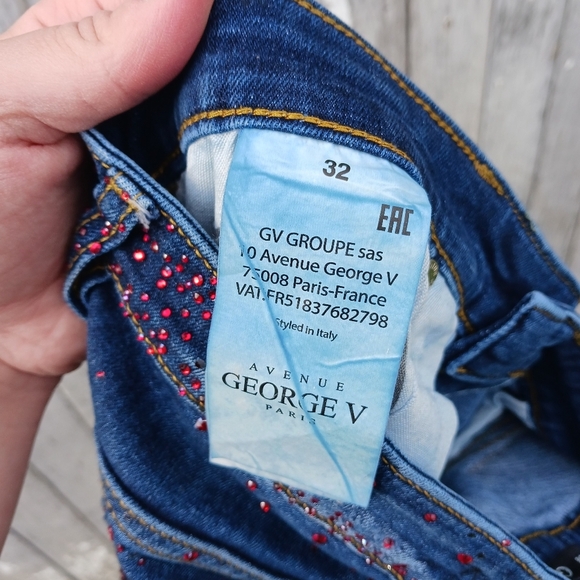 32
EAC
GV GROUPE sas
10 Avenue George V
75008 Paris-France
VAT:FR51837682798
Styled in Italy
AVENUE
GEORGE V
PARIS